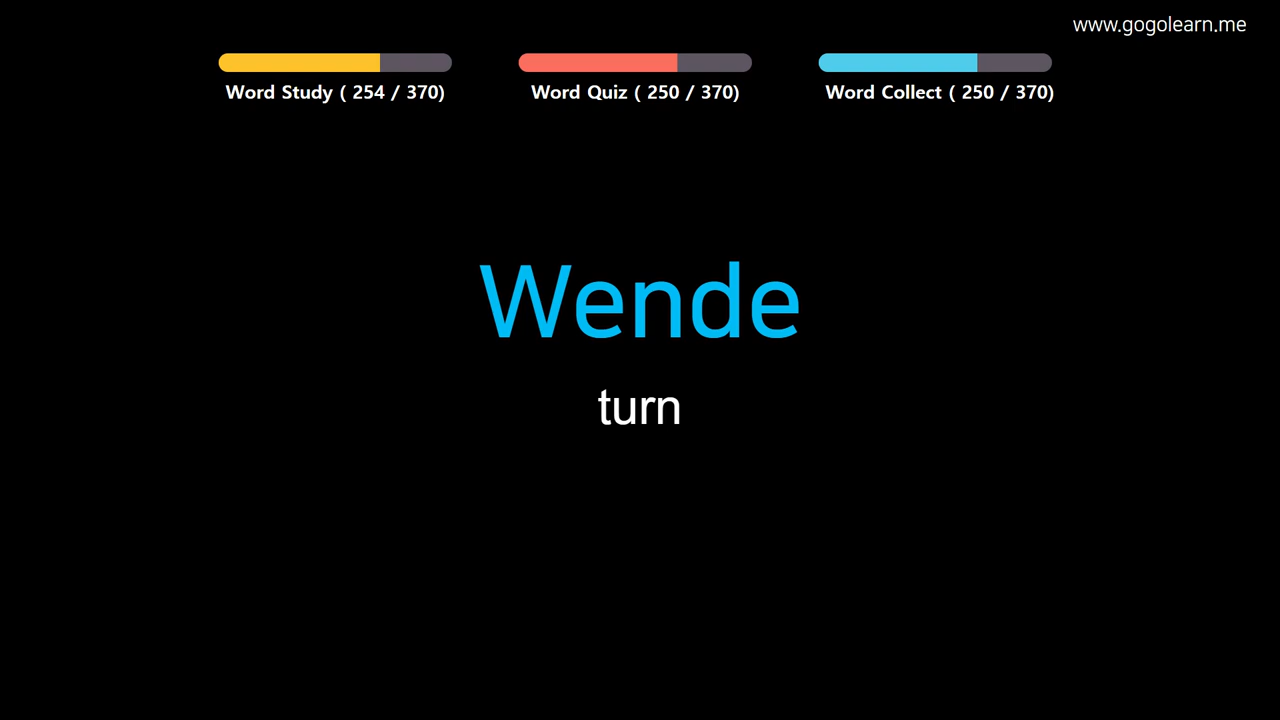 www.gogolearn.me
Word Study ( 254 / 370)
Word Quiz ( 250 / 370)
Word Collect ( 250 / 370)
Wende
turn